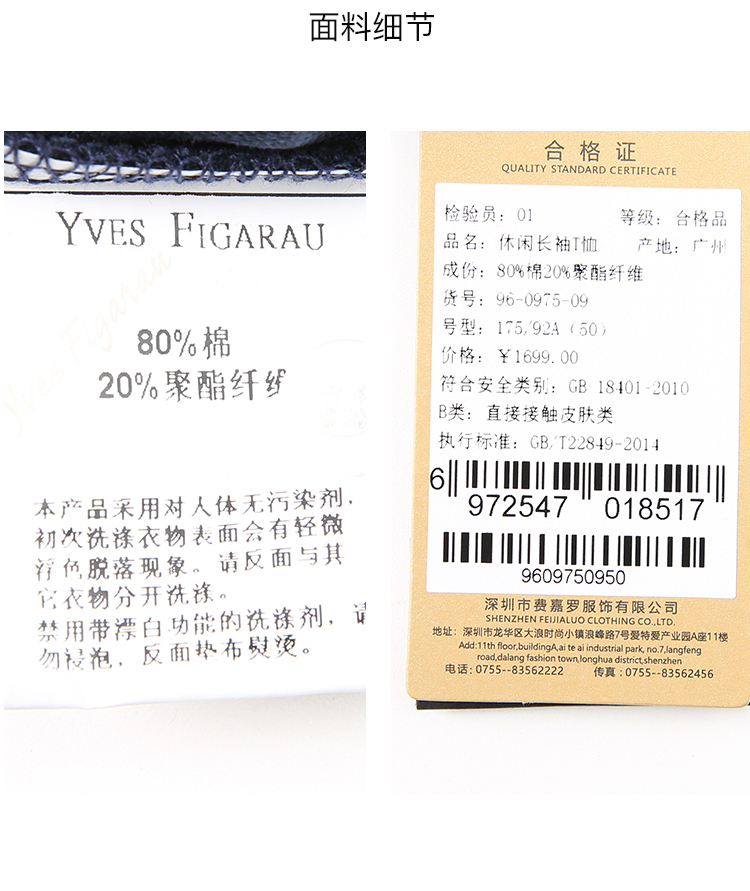 面料细节
YVES FIGARAU
Yves Figarau
80%棉
20%聚酯纤维
本产品采用对人体无污染剂,
初次洗涤衣物表面会有轻微
浮色脱落现象。请反面与其
它衣物分开洗涤。
禁用带漂白功能的洗涤剂,请
勿浸泡,反面垫布熨烫。
合格证
QUALITY STANDARD CERTIFICATE
检验员: 01 等级: 合格品
品名: 休闲长袖T恤 产地: 广州
成份: 80%棉20%聚酯纤维
货号: 96-0975-09
号型: 175/92A (50)
价格: ¥1699.00
符合安全类别: GB 18401-2010
B类: 直接接触皮肤类
执行标准: GB/T22849-2014
6 972547 018517
9609750950
深圳市费嘉罗服饰有限公司
SHENZHEN FEIJIALUO CLOTHING CO.,LTD.
地址: 深圳市龙华区大浪时尚小镇浪峰路7号爱特爱产业园A座11楼
Add:11th floor,buildingA,ai te ai industrial park, no.7,langfeng
road,dalang fashion town,longhua district,shenzhen
电话: 0755--83562222 传真: 0755--83562456